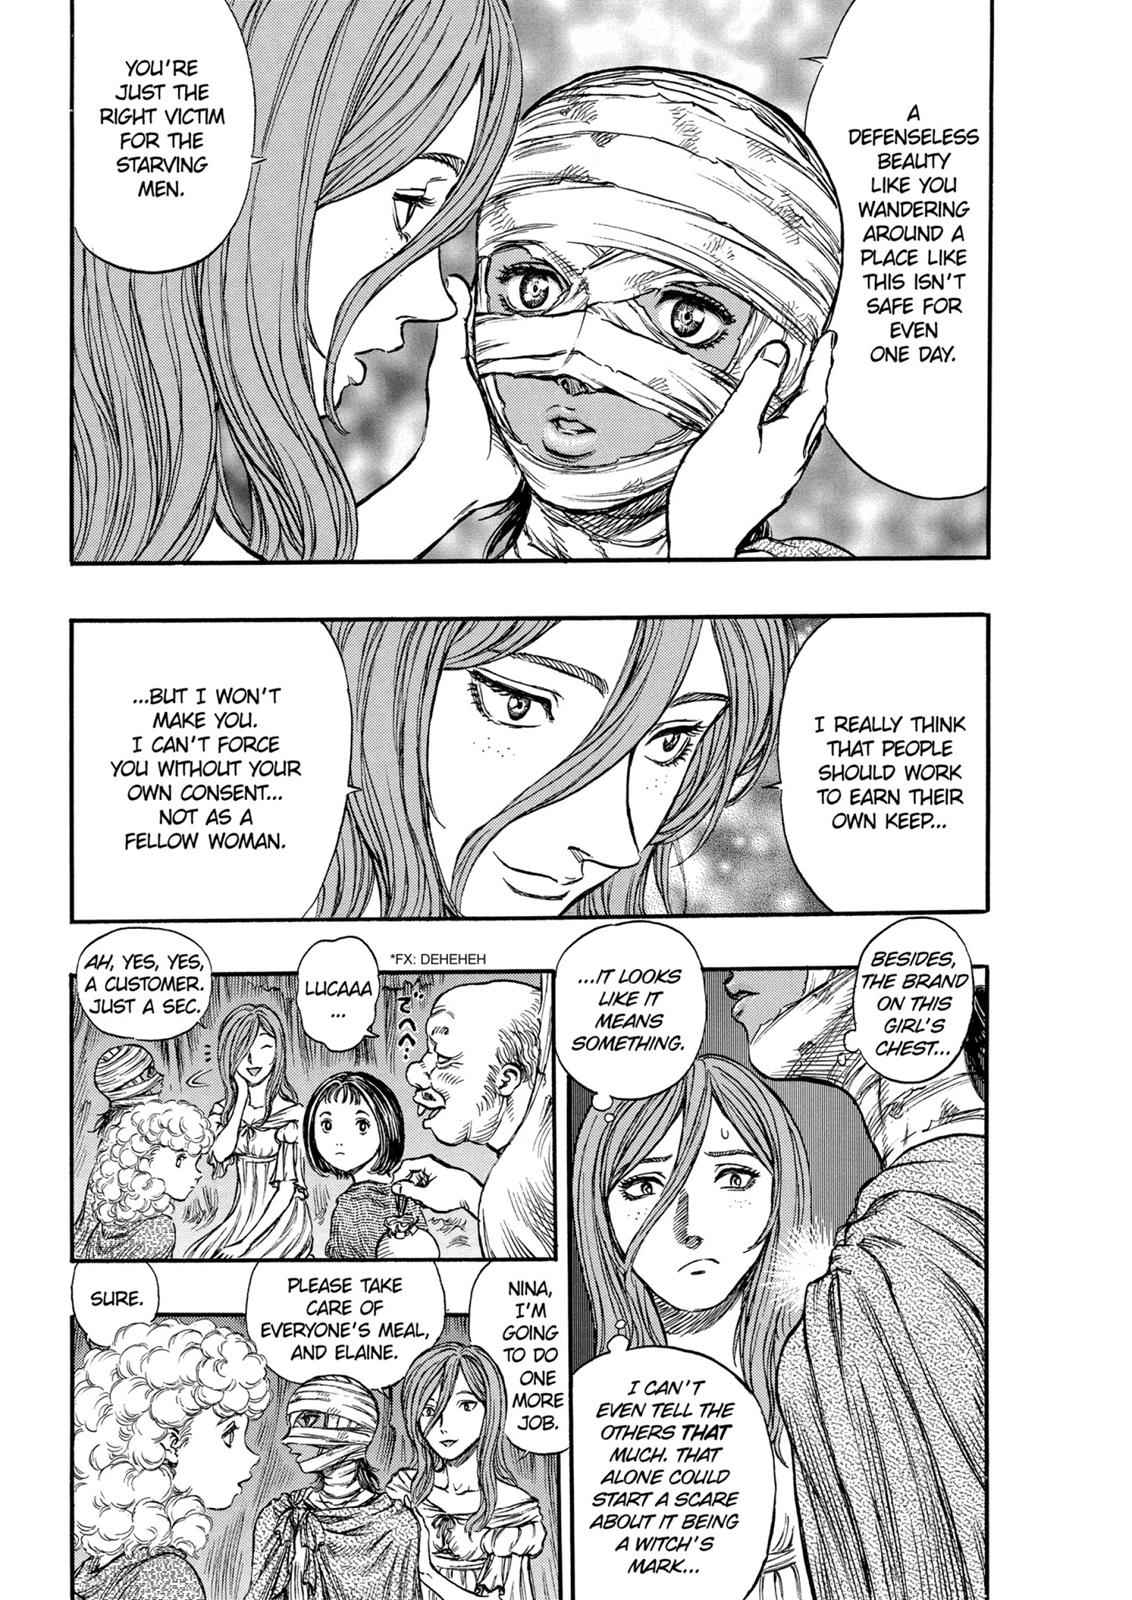 A
DEFENSELESS
BEAUTY
LIKE YOU
WANDERING
AROUND A
PLACE LIKE
THIS ISN'T
SAFE FOR
EVEN
ONE DAY.
YOU'RE
JUST THE
RIGHT VICTIM
FOR THE
STARVING
MEN.
I REALLY THINK
THAT PEOPLE
SHOULD WORK
TO EARN THEIR
OWN KEEP...
...BUT I WON'T
MAKE YOU.
I CAN'T FORCE
YOU WITHOUT YOUR
OWN CONSENT...
NOT AS A
FELLOW WOMAN.
BESIDES,
THE BRAND
ON THIS
GIRL'S
CHEST...
...IT LOOKS
LIKE IT
MEANS
SOMETHING.
I CAN'T
EVEN TELL THE
OTHERS THAT
MUCH. THAT
ALONE COULD
START A SCARE
ABOUT IT BEING
A WITCH'S
MARK...
*FX: DEHEHEH
でへへ・
LUCAAA
...
AH, YES, YES,
A CUSTOMER.
JUST A SEC.
NINA,
I'M
GOING
TO DO
ONE
MORE
JOB.
PLEASE TAKE
CARE OF
EVERYONE'S MEAL,
AND ELAINE.
SURE.